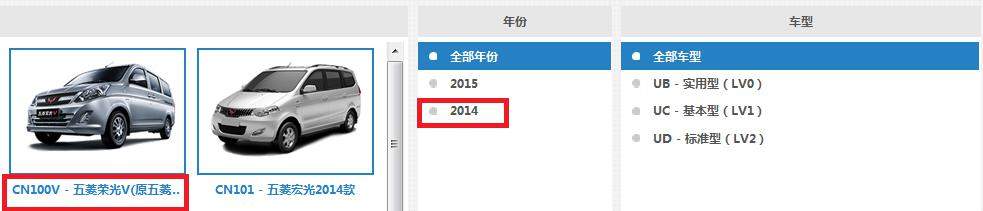 年份
车型
CN100V - 五菱荣光V(原五菱..
CN101 - 五菱宏光2014款
全部年份
2015
2014
全部车型
UB - 实用型 ( LV0 )
UC - 基本型 ( LV1 )
UD - 标准型 ( LV2 )